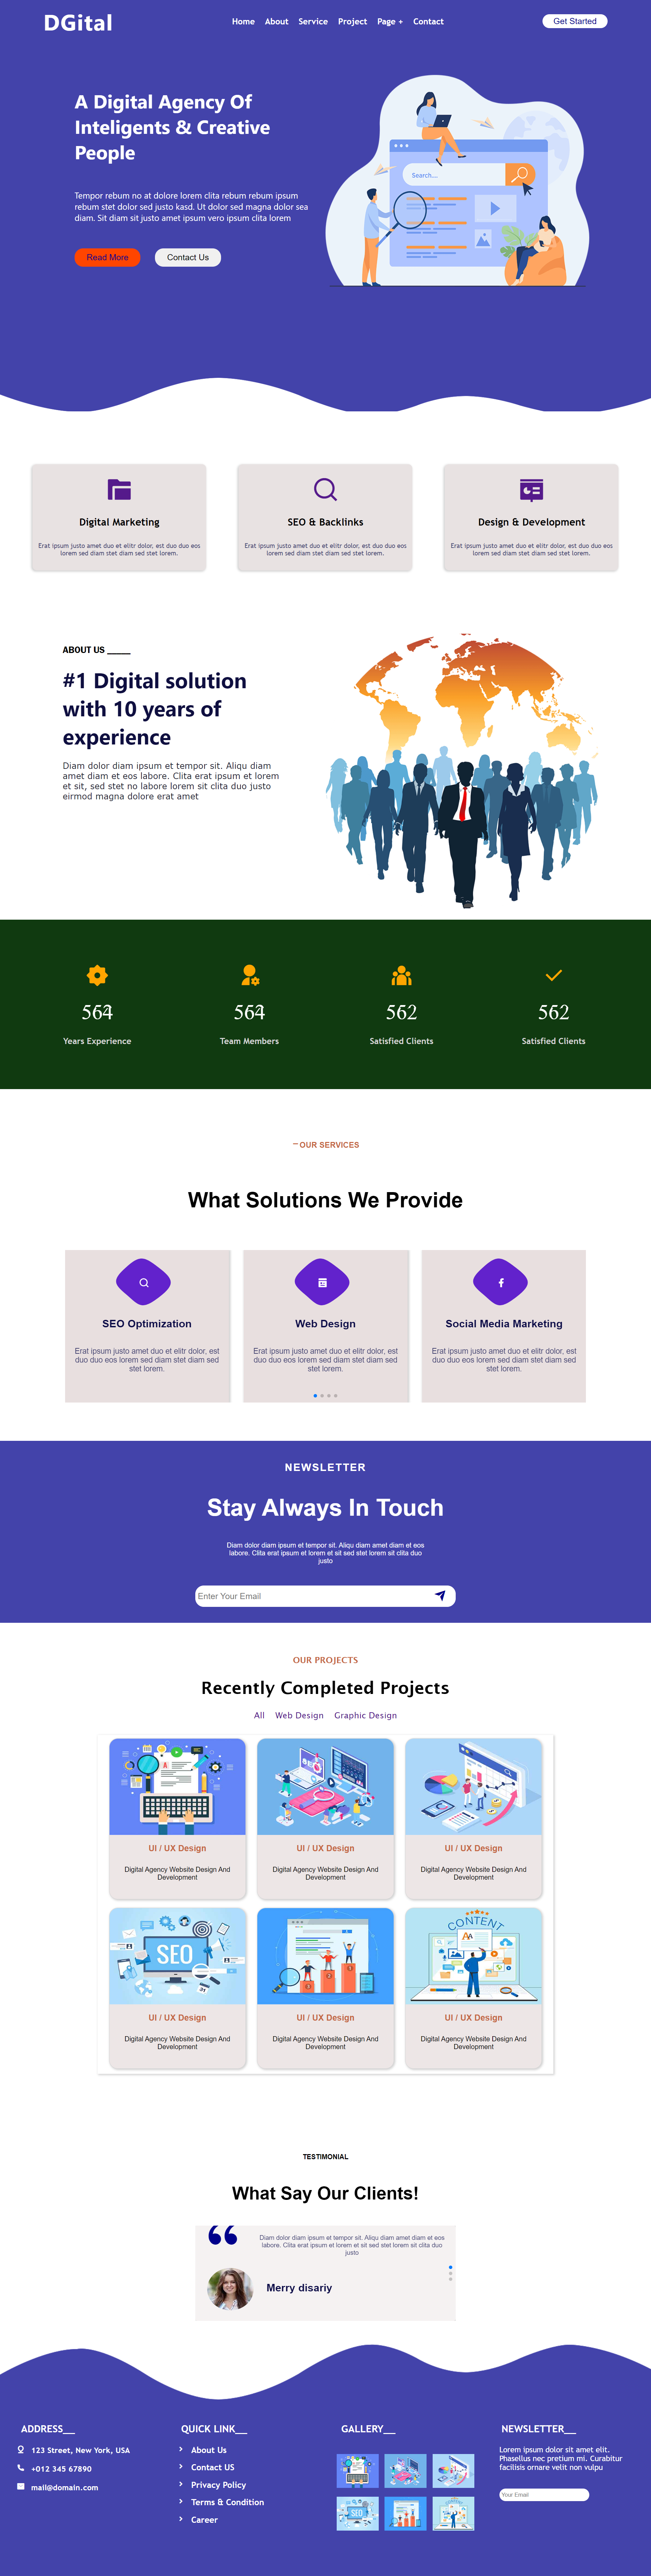 DGital
Home About Service Project Page + Contact
Get Started
A Digital Agency Of
Inteligents & Creative
People
Tempor rebum no at dolore lorem clita rebum rebum ipsum
rebum stet dolor sed justo kasd. Ut dolor sed magna dolor sea
diam. Sit diam sit justo amet ipsum vero ipsum clita lorem
Read More
Contact Us
Search...
Digital Marketing
Erat ipsum justo amet duo et elitr dolor, est duo duo eos
lorem sed diam stet diam sed stet lorem.
SEO & Backlinks
Erat ipsum justo amet duo et elitr dolor, est duo duo eos
lorem sed diam stet diam sed stet lorem.
Design & Development
Erat ipsum justo amet duo et elitr dolor, est duo duo eos
lorem sed diam stet diam sed stet lorem.
ABOUT US _____
#1 Digital solution
with 10 years of
experience
Diam dolor diam ipsum et tempor sit. Aliqu diam
amet diam et eos labore. Clita erat ipsum et lorem
et sit, sed stet no labore lorem sit clita duo justo
eirmod magna dolore erat amet
564
Years Experience
564
Team Members
562
Satisfied Clients
562
Satisfied Clients
OUR SERVICES
What Solutions We Provide
SEO Optimization
Erat ipsum justo amet duo et elitr dolor, est
duo duo eos lorem sed diam stet diam sed
stet lorem.
Web Design
Erat ipsum justo amet duo et elitr dolor, est
duo duo eos lorem sed diam stet diam sed
stet lorem.
Social Media Marketing
Erat ipsum justo amet duo et elitr dolor, est
duo duo eos lorem sed diam stet diam sed
stet lorem.
NEWSLETTER
Stay Always In Touch
Diam dolor diam ipsum et tempor sit. Aliqu diam amet diam et eos
labore. Clita erat ipsum et lorem et sit sed stet lorem sit clita duo
justo
Enter Your Email
OUR PROJECTS
Recently Completed Projects
All Web Design Graphic Design
UI / UX Design
Digital Agency Website Design And
Development
UI / UX Design
Digital Agency Website Design And
Development
UI / UX Design
Digital Agency Website Design And
Development
SEO
UI / UX Design
Digital Agency Website Design And
Development
UI / UX Design
Digital Agency Website Design And
Development
CONTENT
UI / UX Design
Digital Agency Website Design And
Development
TESTIMONIAL
What Say Our Clients!
Diam dolor diam ipsum et tempor sit. Aliqu diam amet diam et eos
labore. Clita erat ipsum et lorem et sit sed stet lorem sit clita duo
justo
Merry disariy
ADDRESS__
123 Street, New York, USA
+012 345 67890
mail@domain.com
QUICK LINK__
About Us
Contact US
Privacy Policy
Terms & Condition
Career
GALLERY__
SEO
NEWSLETTER__
Lorem ipsum dolor sit amet elit.
Phasellus nec pretium mi. Curabitur
facilisis ornare velit non vulpu
Your Email